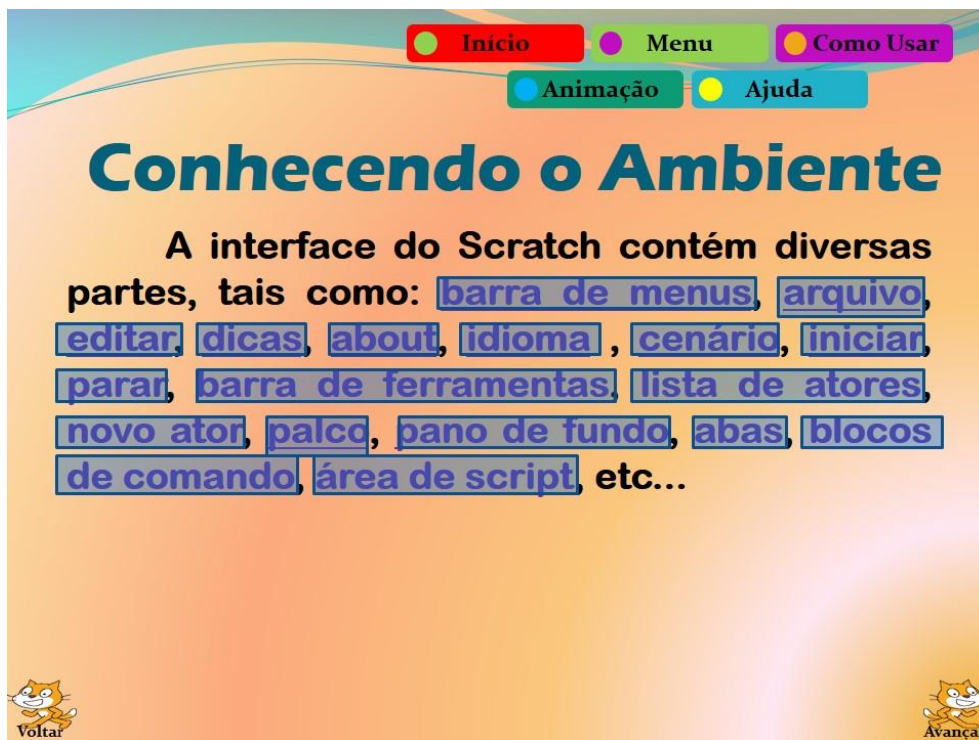 Início Menu Como Usar
Animação Ajuda
Conhecendo o Ambiente
A interface do Scratch contém diversas
partes, tais como: barra de menus, arquivo,
editar, dicas, about, idioma , cenário, iniciar,
parar, barra de ferramentas, lista de atores,
novo ator, palco, pano de fundo, abas, blocos
de comando, área de script, etc...
Voltar Avança